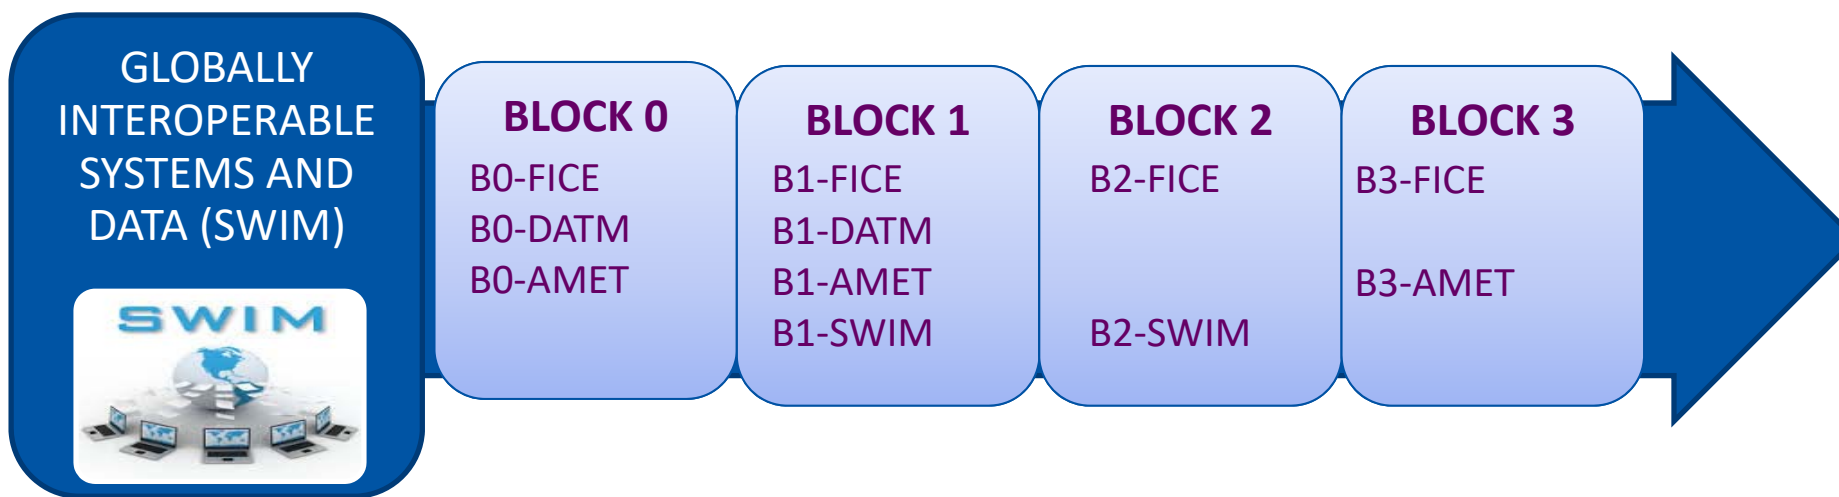 GLOBALLY
INTEROPERABLE
SYSTEMS AND
DATA (SWIM)
SWIM
BLOCK 0
B0-FICE
B0-DATM
B0-AMET
BLOCK 1
B1-FICE
B1-DATM
B1-AMET
B1-SWIM
BLOCK 2
B2-FICE
B2-SWIM
BLOCK 3
B3-FICE
B3-AMET